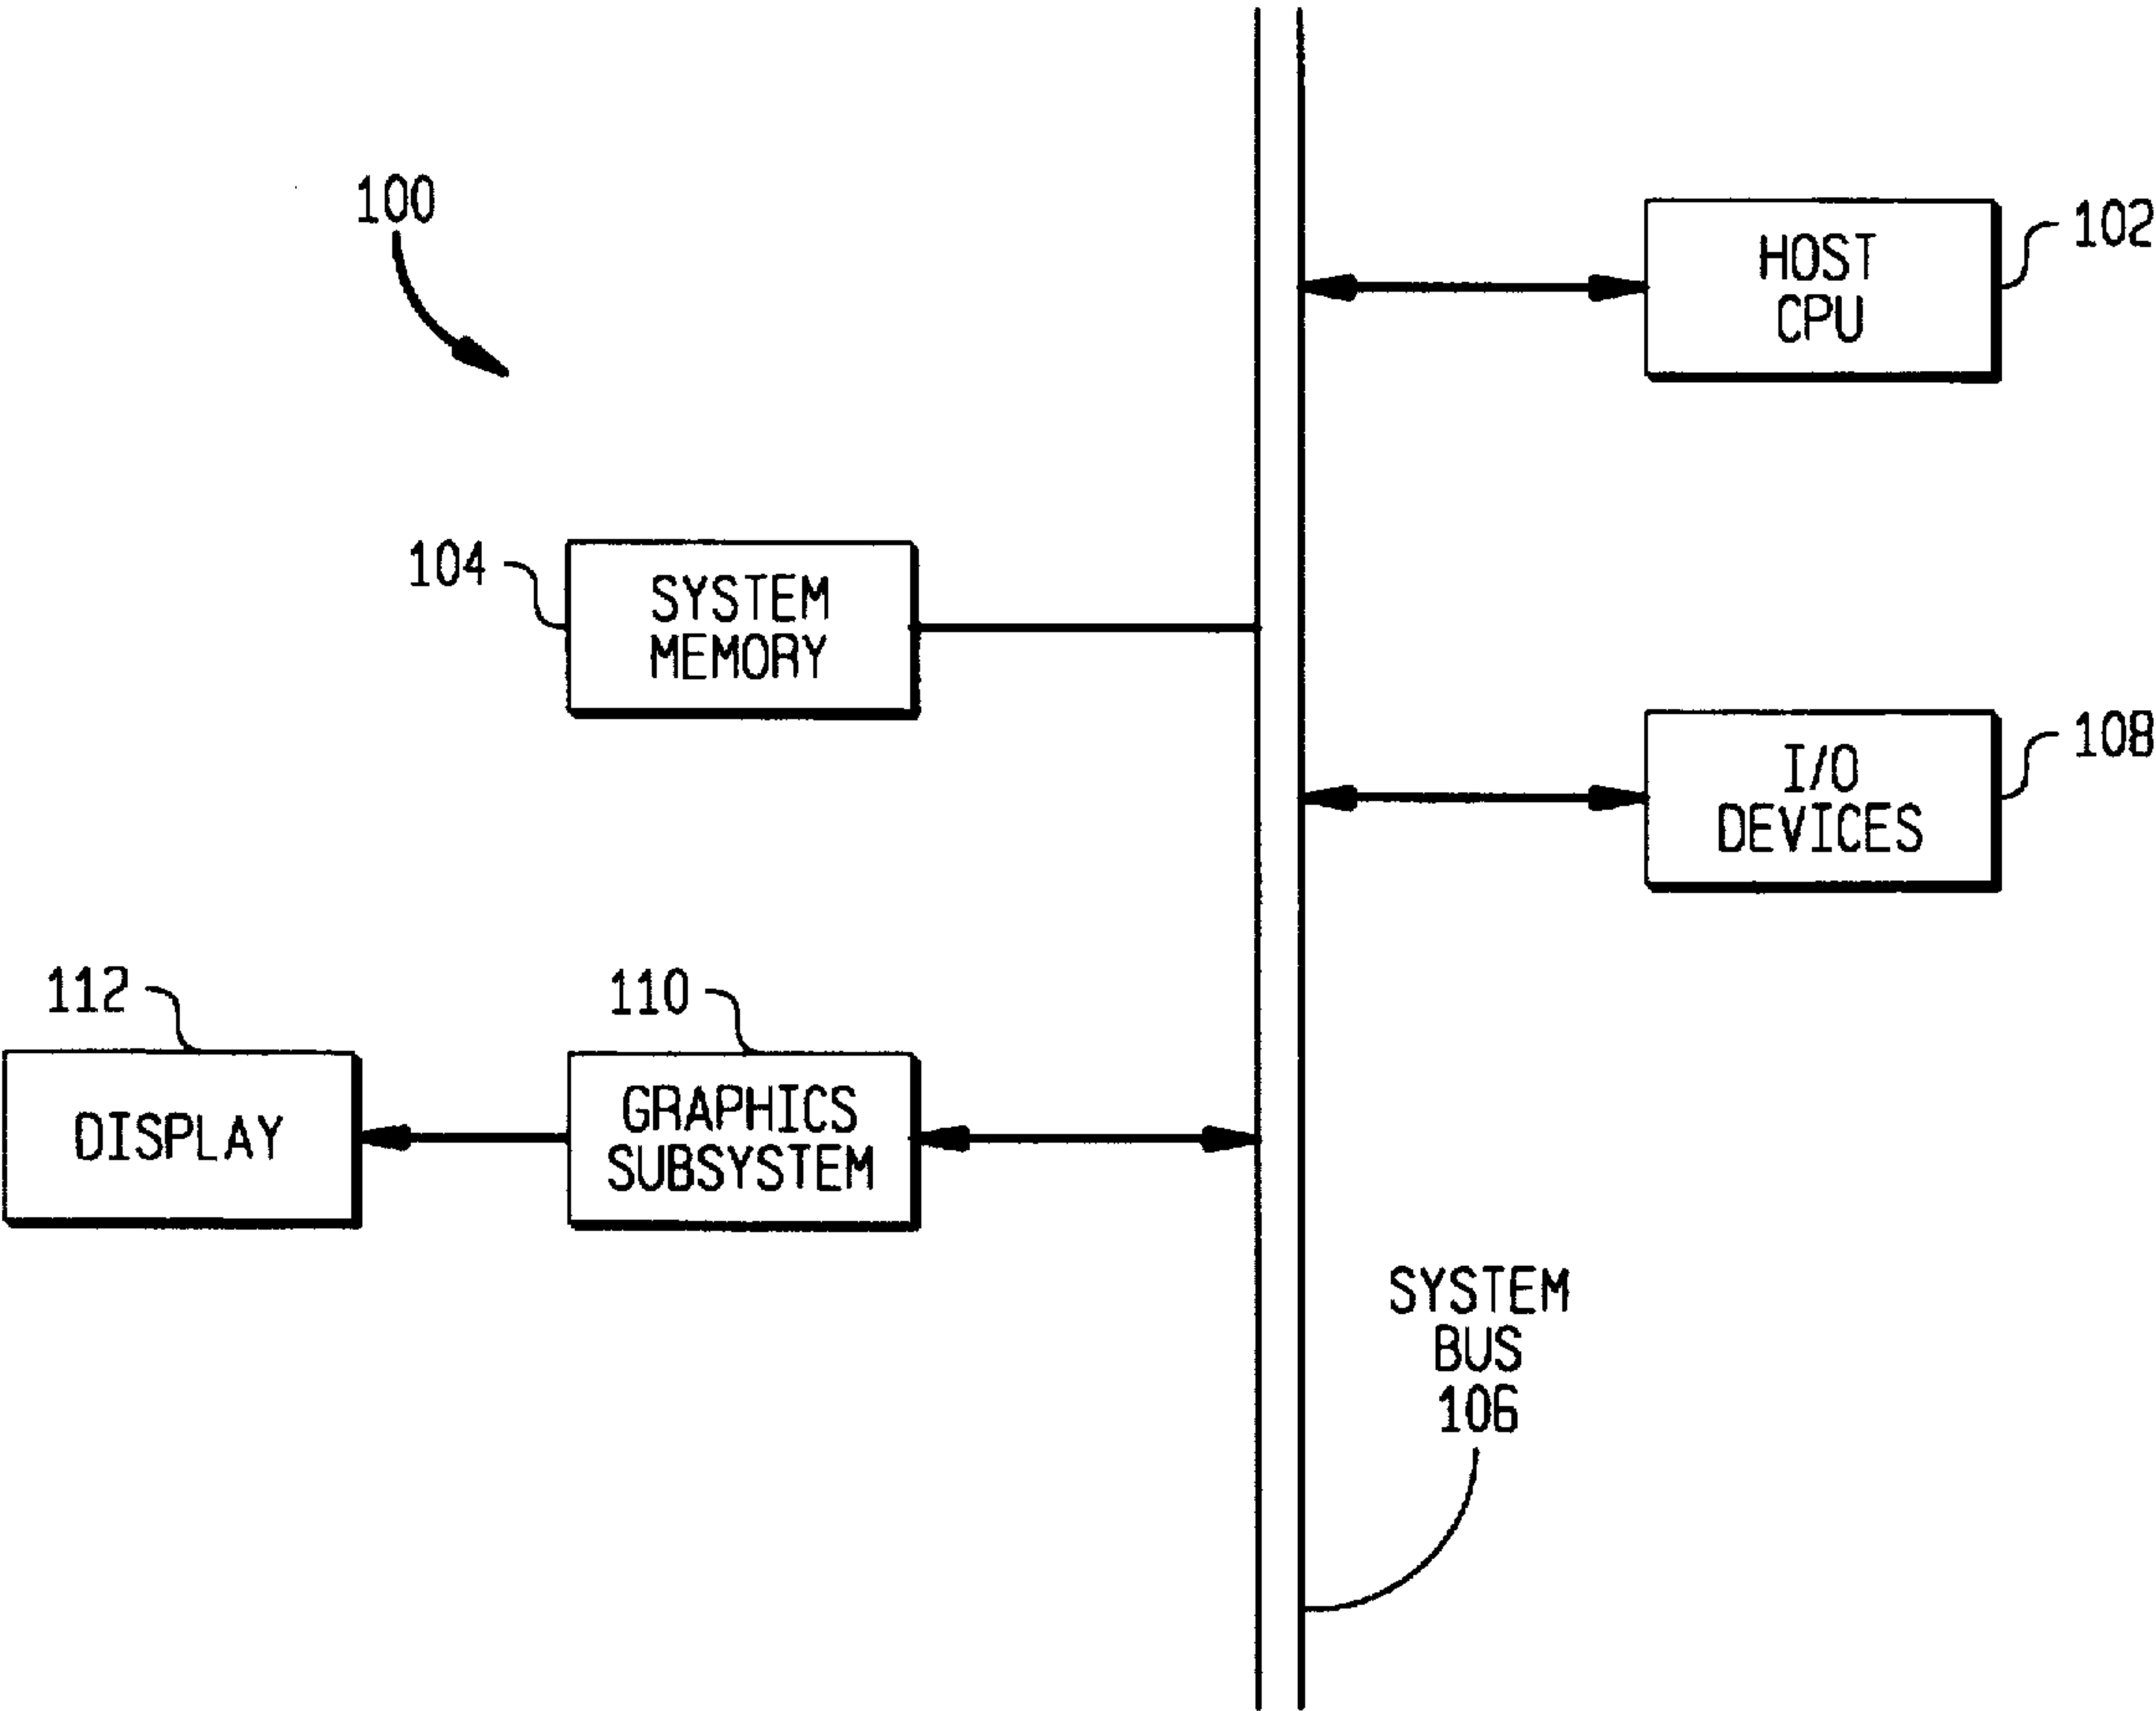 100
HOST
CPU
102
104
SYSTEM
MEMORY
I/O
DEVICES
108
112
DISPLAY
110
GRAPHICS
SUBSYSTEM
SYSTEM
BUS
106